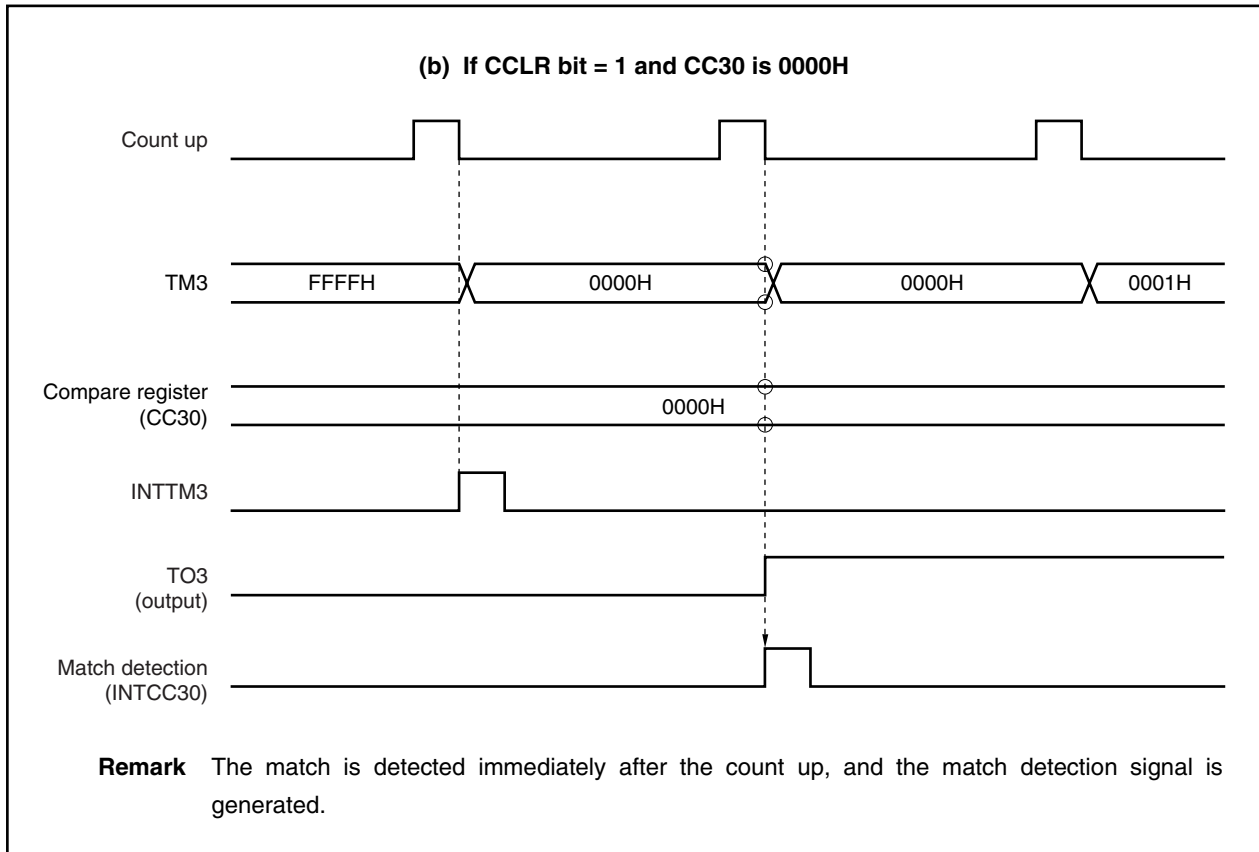 (b) If CCLR bit = 1 and CC30 is 0000H
Count up
TM3
FFFFH
0000H
0000H
0001H
Compare register
(CC30)
0000H
INTTM3
TO3
(output)
Match detection
(INTCC30)
Remark The match is detected immediately after the count up, and the match detection signal is
generated.